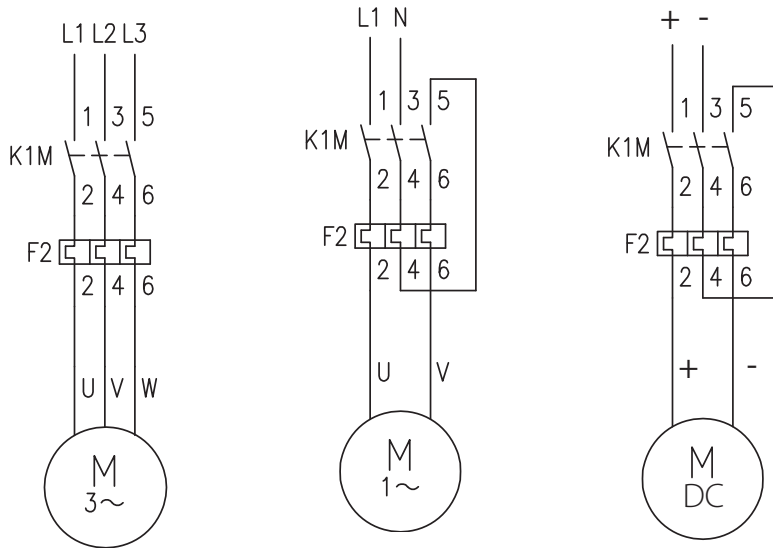 L1 L2 L3
1 3 5
K1M
2 4 6
F2
2 4 6
U V W
M
3~
L1 N
1 3 5
K1M
2 4 6
F2
2 4 6
U V
M
1~
+ -
1 3 5
K1M
2 4 6
F2
2 4 6
+ -
M
DC